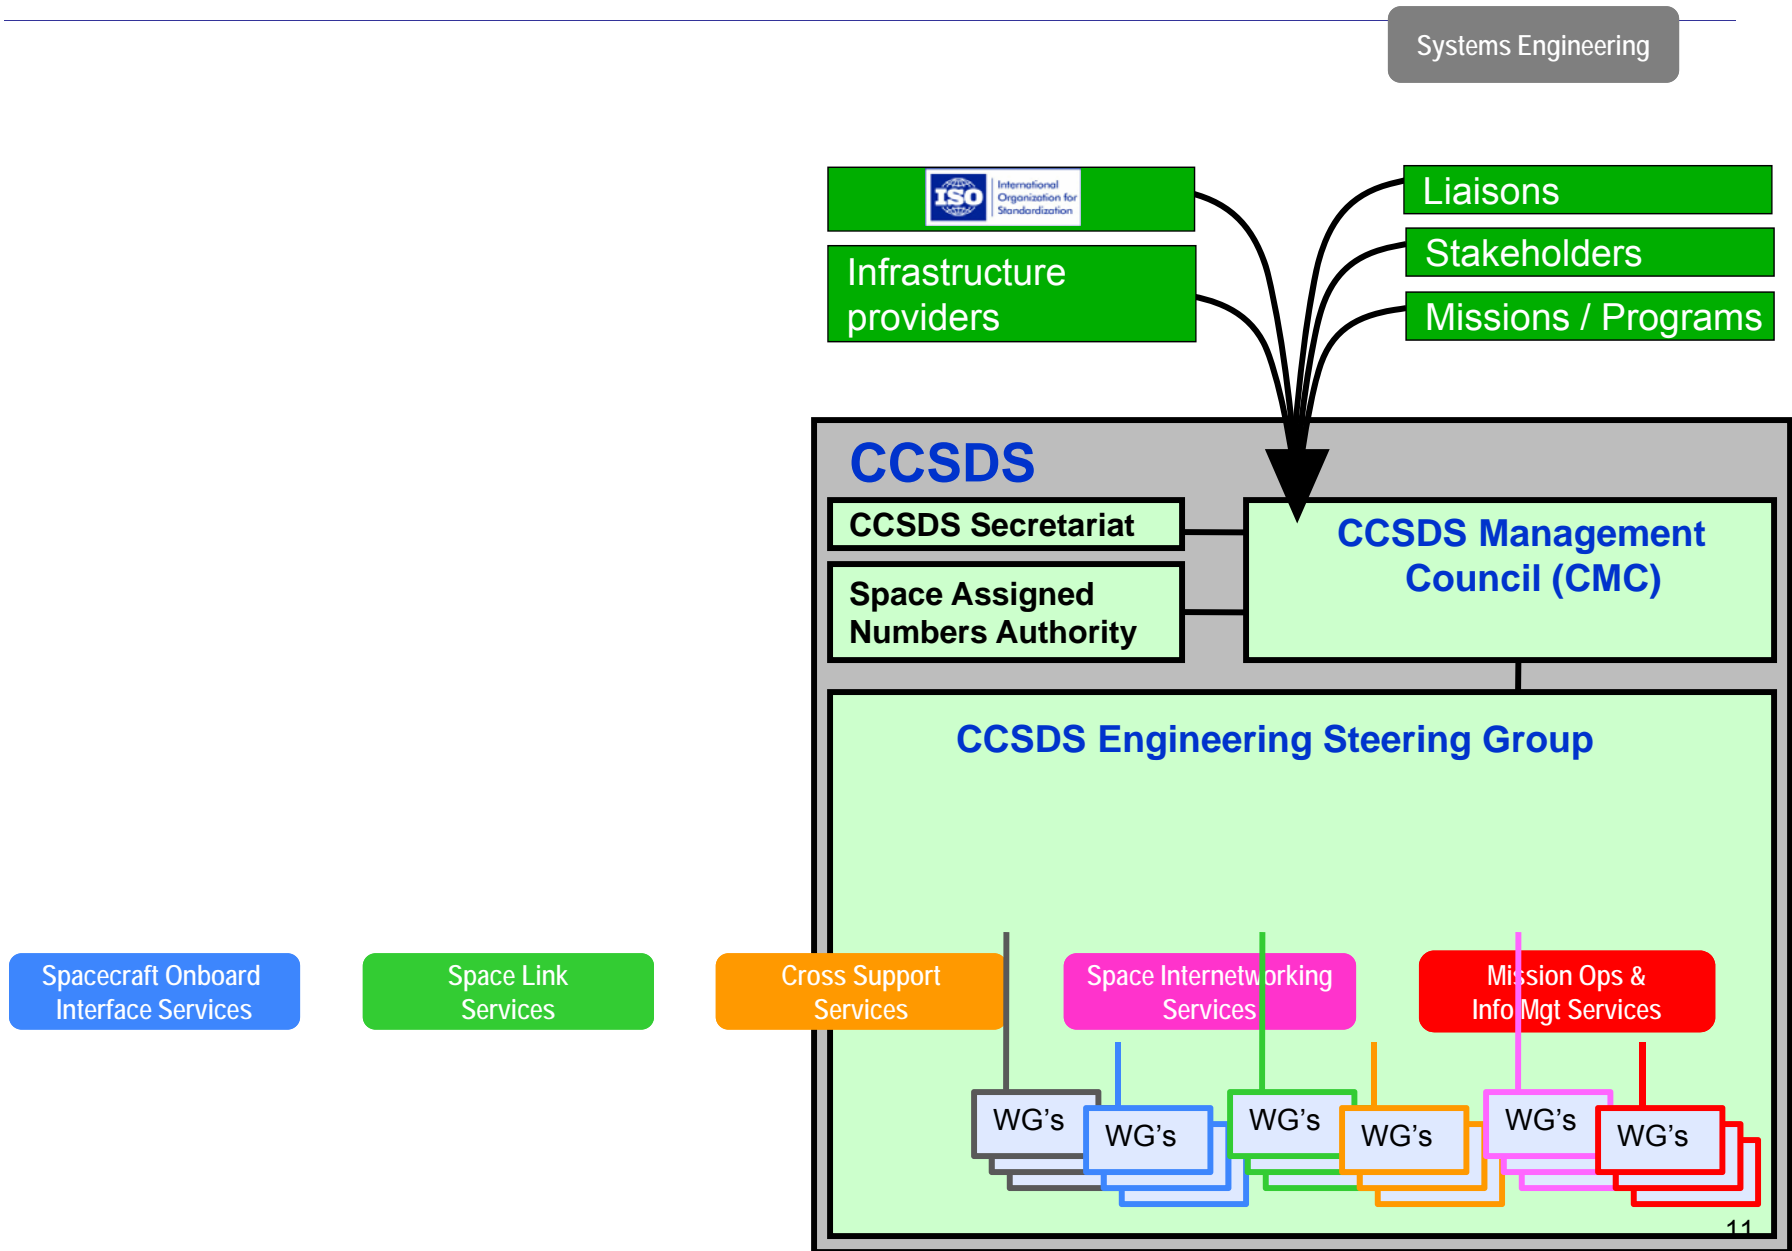 Systems Engineering
ISO
International
Organization for
Standardization
Infrastructure
providers
Liaisons
Stakeholders
Missions / Programs
CCSDS
CCSDS Secretariat
Space Assigned
Numbers Authority
CCSDS Management
Council (CMC)
CCSDS Engineering Steering Group
Spacecraft Onboard
Interface Services
Space Link
Services
Cross Support
Services
Space Internetworking
Services
Mission Ops &
Info Mgt Services
WG's
WG's
WG's
WG's
WG's
WG's
11